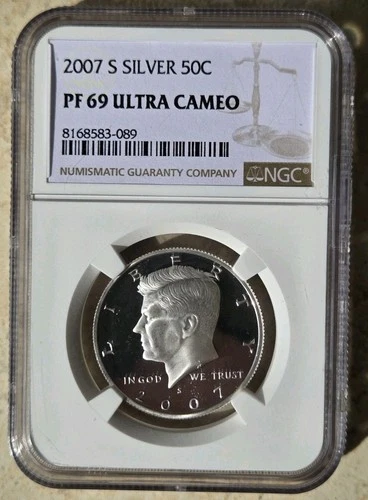 2007 S SILVER 50C
PF 69 ULTRA CAMEO
8168583-089
NUMISMATIC GUARANTY COMPANY NGC®
LIBERTY
IN GOD WE TRUST
S
2007